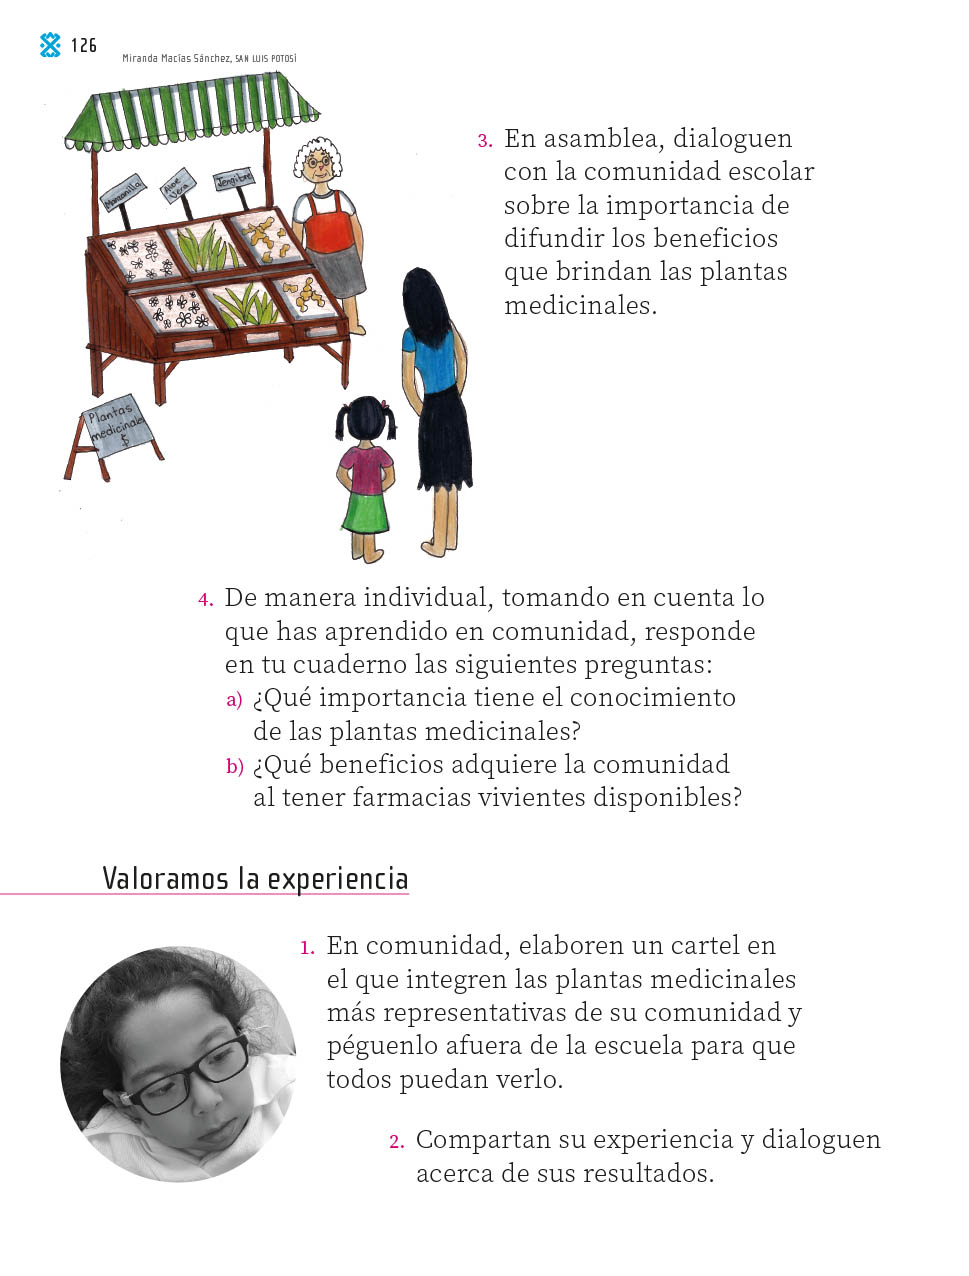 126
Miranda Macías Sánchez, SAN LUIS POTOSÍ
Manzanilla
Aloe
Vera
Jengibre
Plantas
medicinales
$
3. En asamblea, dialoguen
con la comunidad escolar
sobre la importancia de
difundir los beneficios
que brindan las plantas
medicinales.
4. De manera individual, tomando en cuenta lo
que has aprendido en comunidad, responde
en tu cuaderno las siguientes preguntas:
a) ¿Qué importancia tiene el conocimiento
de las plantas medicinales?
b) ¿Qué beneficios adquiere la comunidad
al tener farmacias vivientes disponibles?
Valoramos la experiencia
1. En comunidad, elaboren un cartel en
el que integren las plantas medicinales
más representativas de su comunidad y
péguenlo afuera de la escuela para que
todos puedan verlo.
2. Compartan su experiencia y dialoguen
acerca de sus resultados.